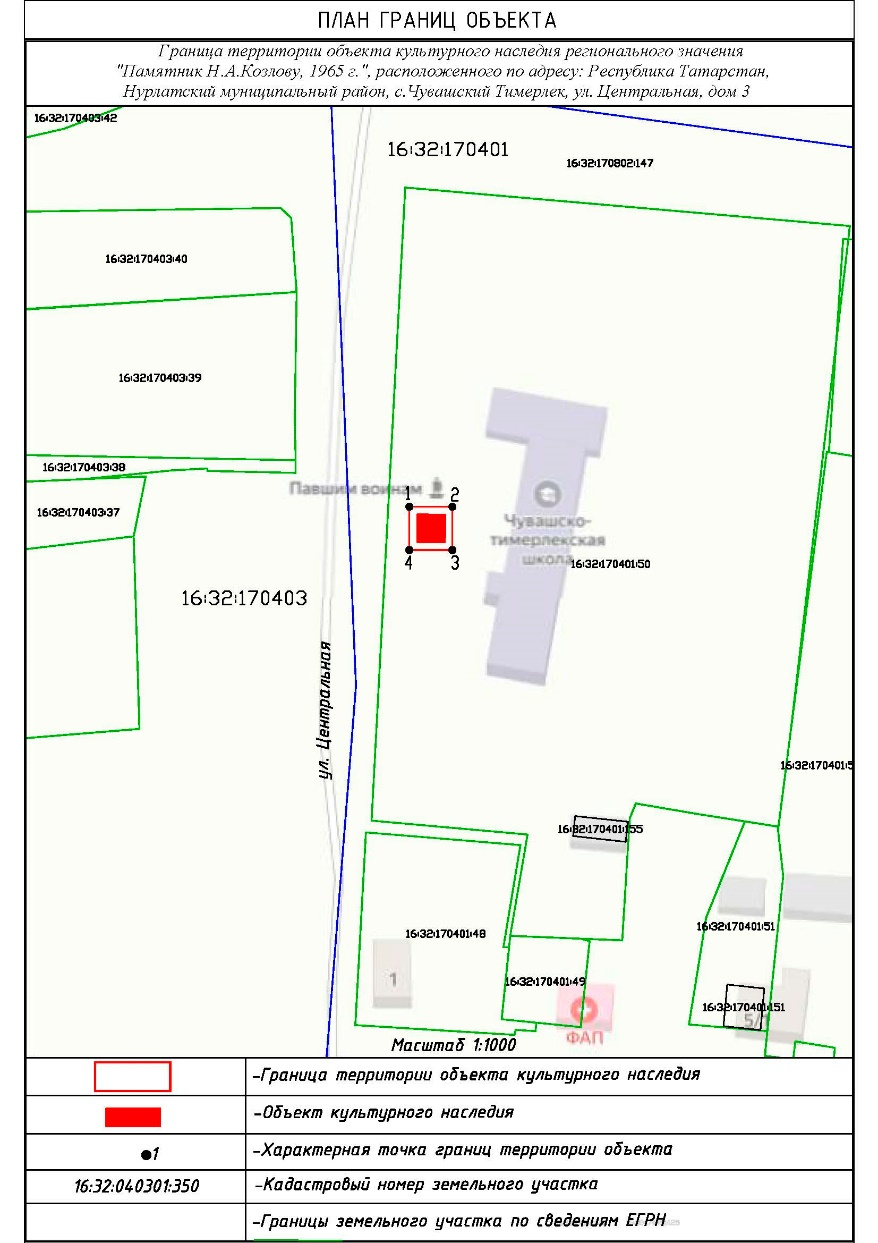 ПЛАН ГРАНИЦ ОБЪЕКТА
Граница территории объекта культурного наследия регионального значения
"Памятник Н.А.Козлову, 1965 г.", расположенного по адресу: Республика Татарстан,
Нурлатский муниципальный район, с.Чувашский Тимерлек, ул. Центральная, дом 3
16:32:170403:42
16:32:170401
16:32:170802:147
16:32:170403:40
16:32:170403:39
16:32:170403:38
Павшим воинам
1
2
16:32:170403:37
Чувашско-
тимерлекская
школа
4
3
16:32:170401:50
16:32:170403
ул. Центральная
16:32:170401:5
16:32:170401:155
16:32:170401:51
16:32:170401:48
1
16:32:170401:49
16:32:170401:151
5/
ФАП
Масштаб 1:1000
-Граница территории объекта культурного наследия
-Объект культурного наследия
1
-Характерная точка границ территории объекта
16:32:040301:350
-Кадастровый номер земельного участка
-Границы земельного участка по сведениям ЕГРН